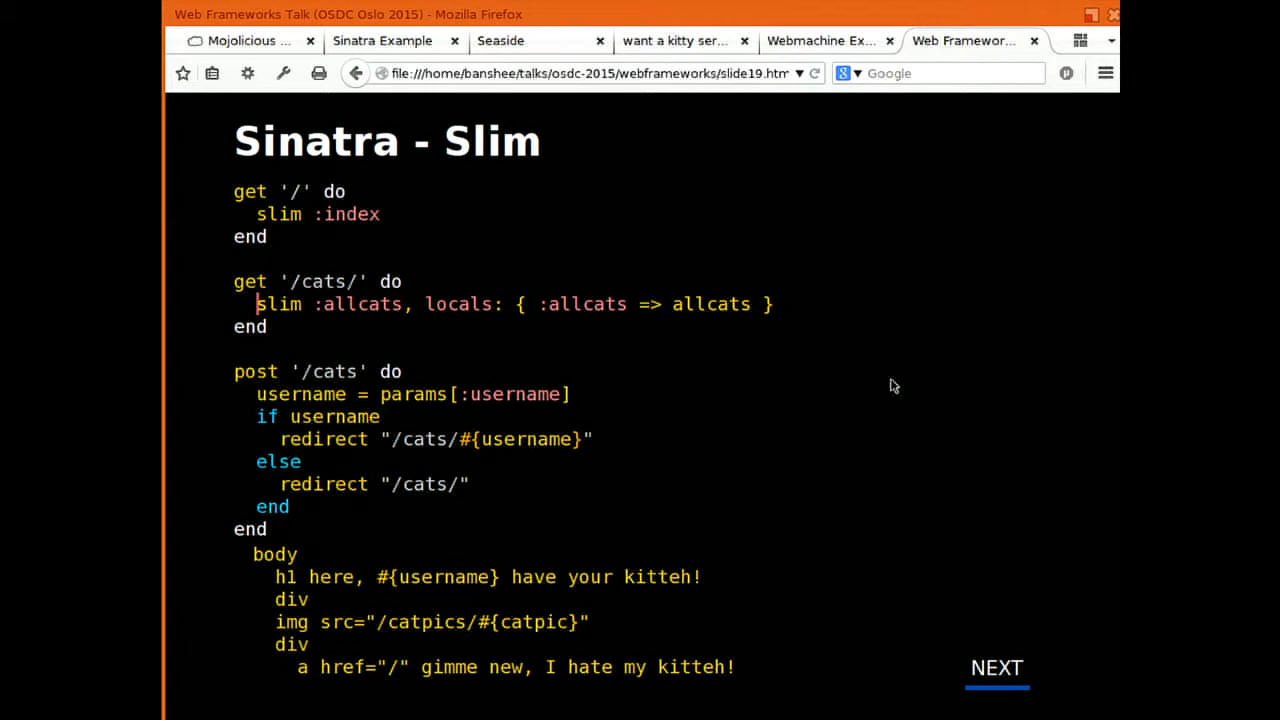 Web Frameworks Talk (OSDC Oslo 2015) - Mozilla Firefox
Mojolicious ... Sinatra Example Seaside want a kitty ser... Webmachine Ex... Web Framewor...
file:///home/banshee/talks/osdc-2015/webframeworks/slide19.htm Google
Sinatra - Slim
get '/' do
  slim :index
end
get '/cats/' do
  slim :allcats, locals: { :allcats => allcats }
end
post '/cats' do
  username = params[:username]
  if username
    redirect "/cats/#{username}"
  else
    redirect "/cats/"
  end
end
body
  h1 here, #{username} have your kitteh!
  div
  img src="/catpics/#{catpic}"
  div
    a href="/" gimme new, I hate my kitteh!
NEXT